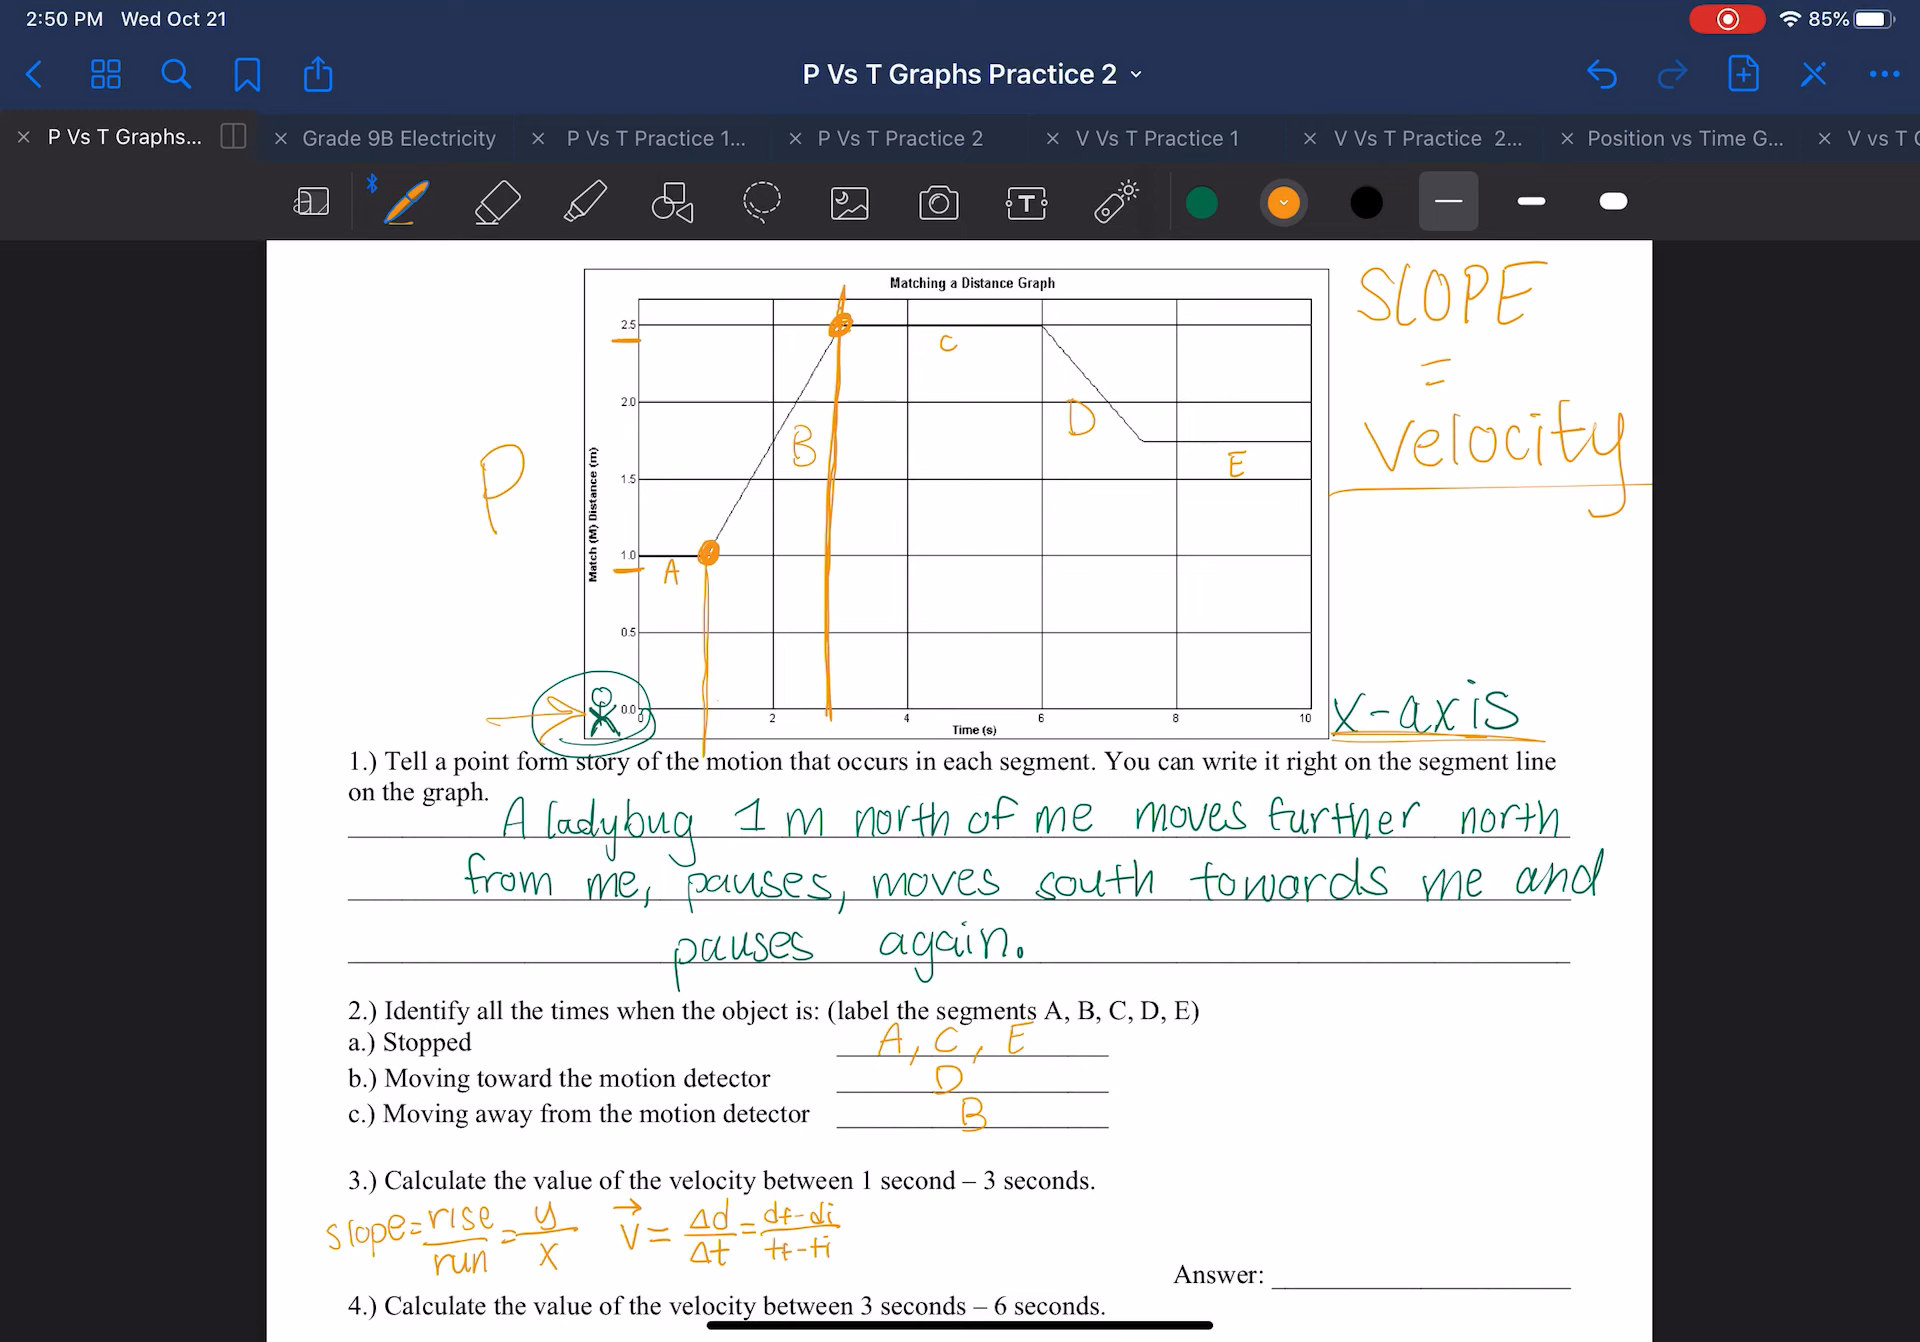 2:50 PM Wed Oct 21
85%
P Vs T Graphs Practice 2
P Vs T Graphs...
Grade 9B Electricity
P Vs T Practice 1...
P Vs T Practice 2
V Vs T Practice 1
V Vs T Practice 2...
Position vs Time G...
V vs T
Matching a Distance Graph
SLOPE
=
velocity
P
Match (M) Distance (m)
2.5
2.0
1.5
1.0
0.5
0.0
A
B
C
D
E
0 2 4 6 8 10
Time (s)
x-axis
1.) Tell a point form story of the motion that occurs in each segment. You can write it right on the segment line
on the graph.
A ladybug 1 m north of me moves further north
from me, pauses, moves south towards me and
pauses again.
2.) Identify all the times when the object is: (label the segments A, B, C, D, E)
a.) Stopped A, C, E
b.) Moving toward the motion detector D
c.) Moving away from the motion detector B
3.) Calculate the value of the velocity between 1 second – 3 seconds.
slope = rise/run = y/x v = Δd/Δt = df-di/tf-ti
Answer:
4.) Calculate the value of the velocity between 3 seconds – 6 seconds.